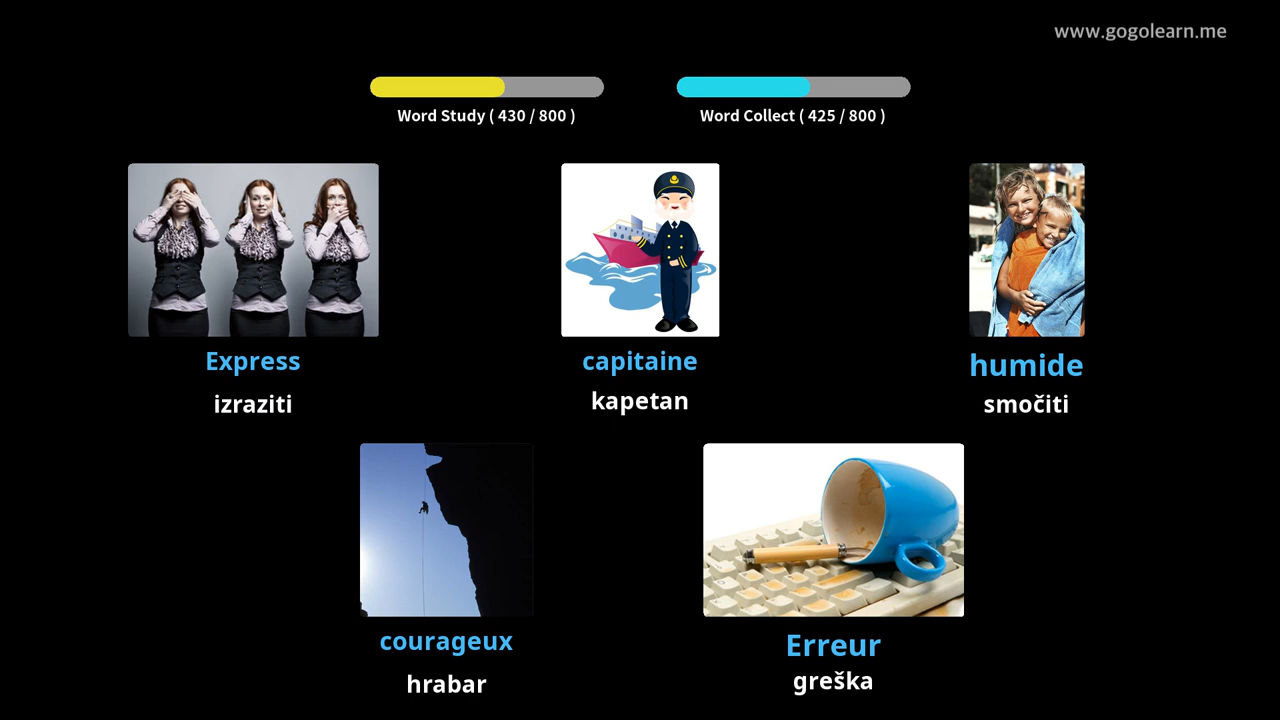 www.gogolearn.me
Word Study ( 430 / 800 )
Word Collect ( 425 / 800 )
Express
capitaine
humide
izraziti
kapetan
smočiti
courageux
Erreur
hrabar
greška